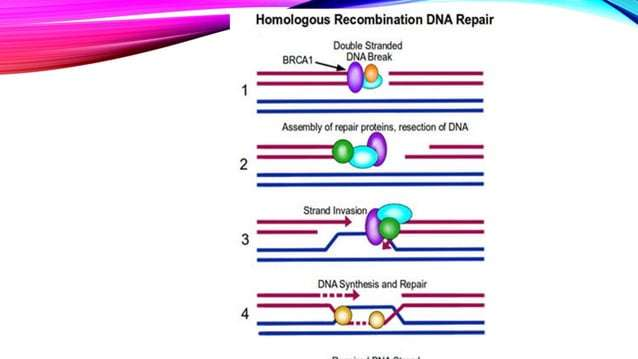 Homologous Recombination DNA Repair
Double Stranded
DNA Break
BRCA1
1
Assembly of repair proteins, resection of DNA
2
Strand Invasion
3
DNA Synthesis and Repair
4